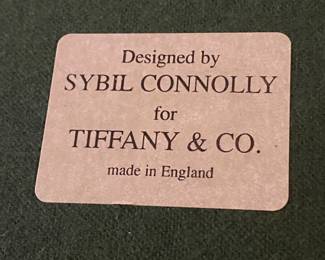 Designed by
SYBIL CONNOLLY
for
TIFFANY & CO.
made in England